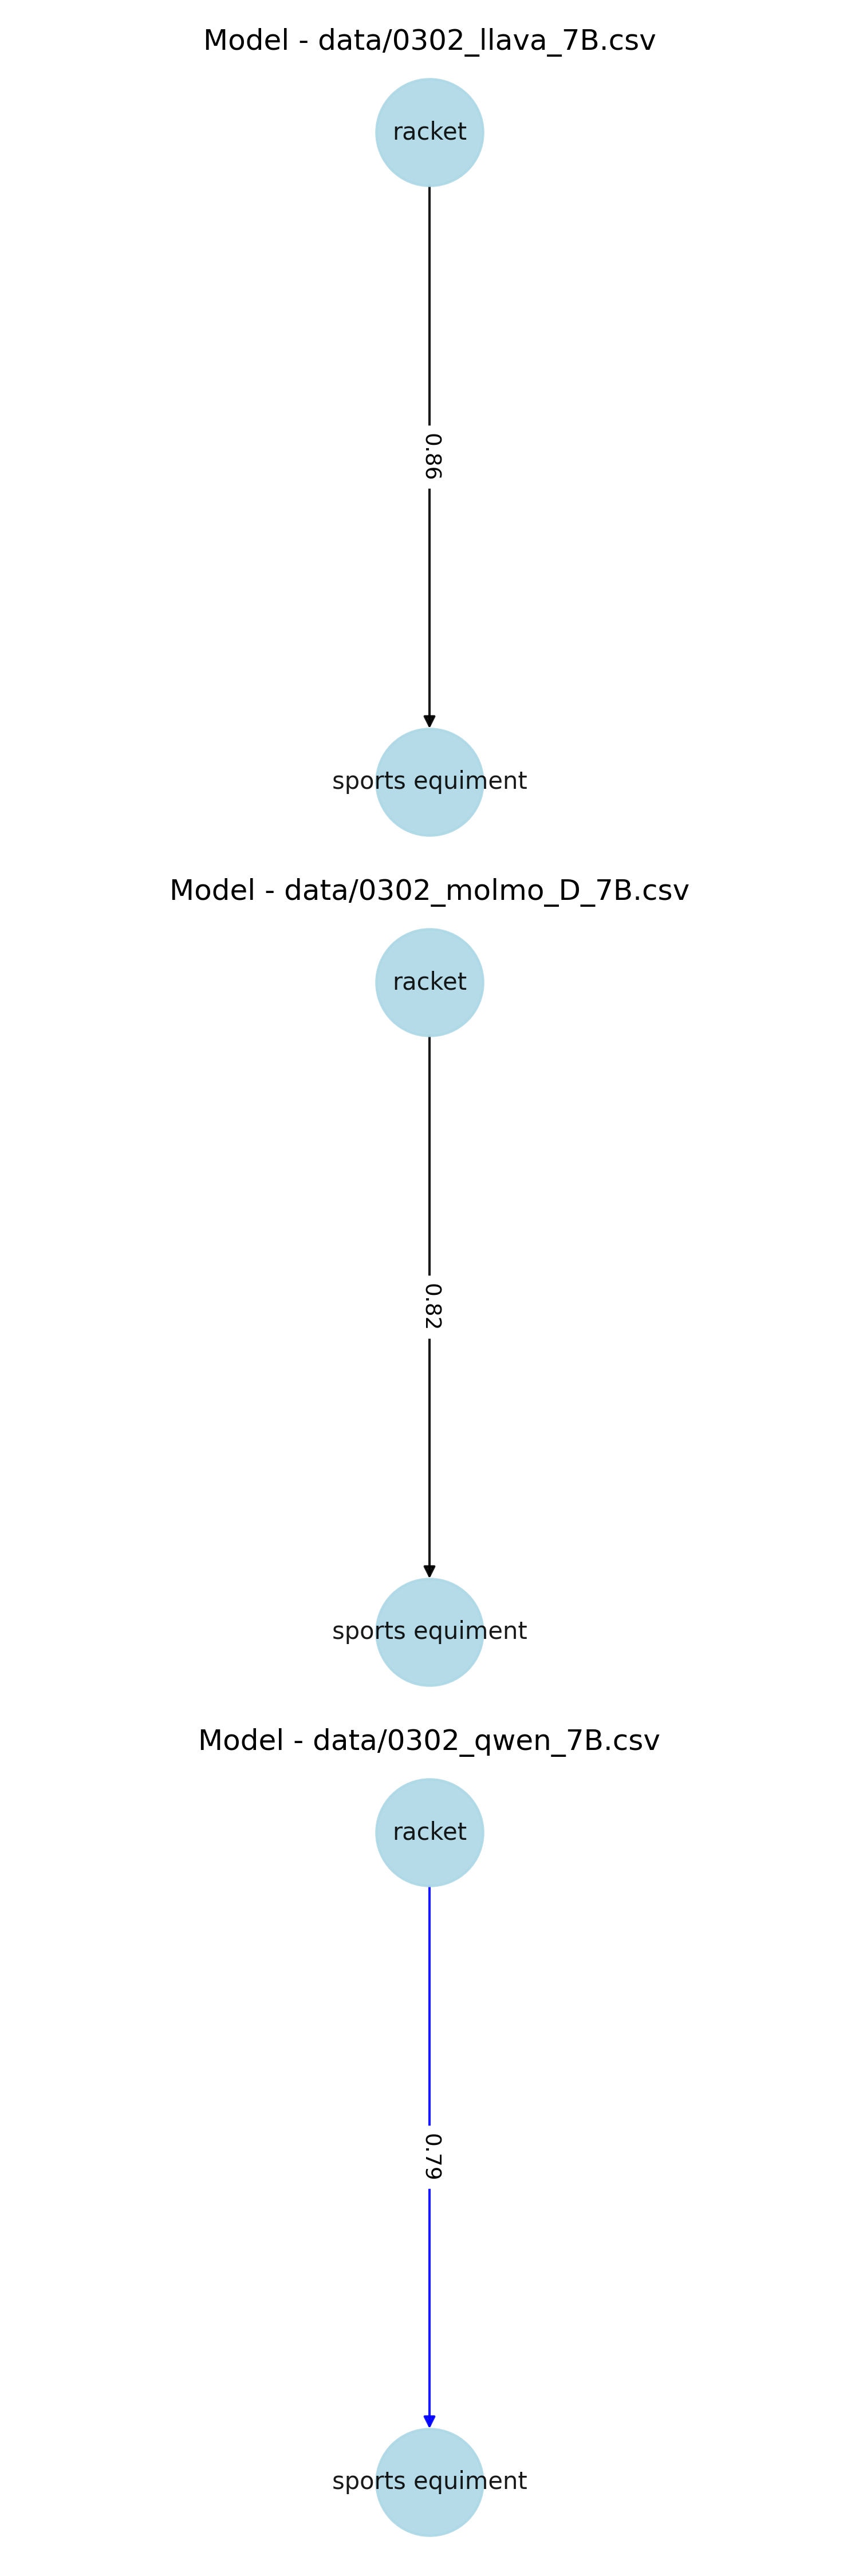 Model - data/0302_llava_7B.csv
racket
0.86
sports equiment
Model - data/0302_molmo_D_7B.csv
racket
0.82
sports equiment
Model - data/0302_qwen_7B.csv
racket
0.79
sports equiment